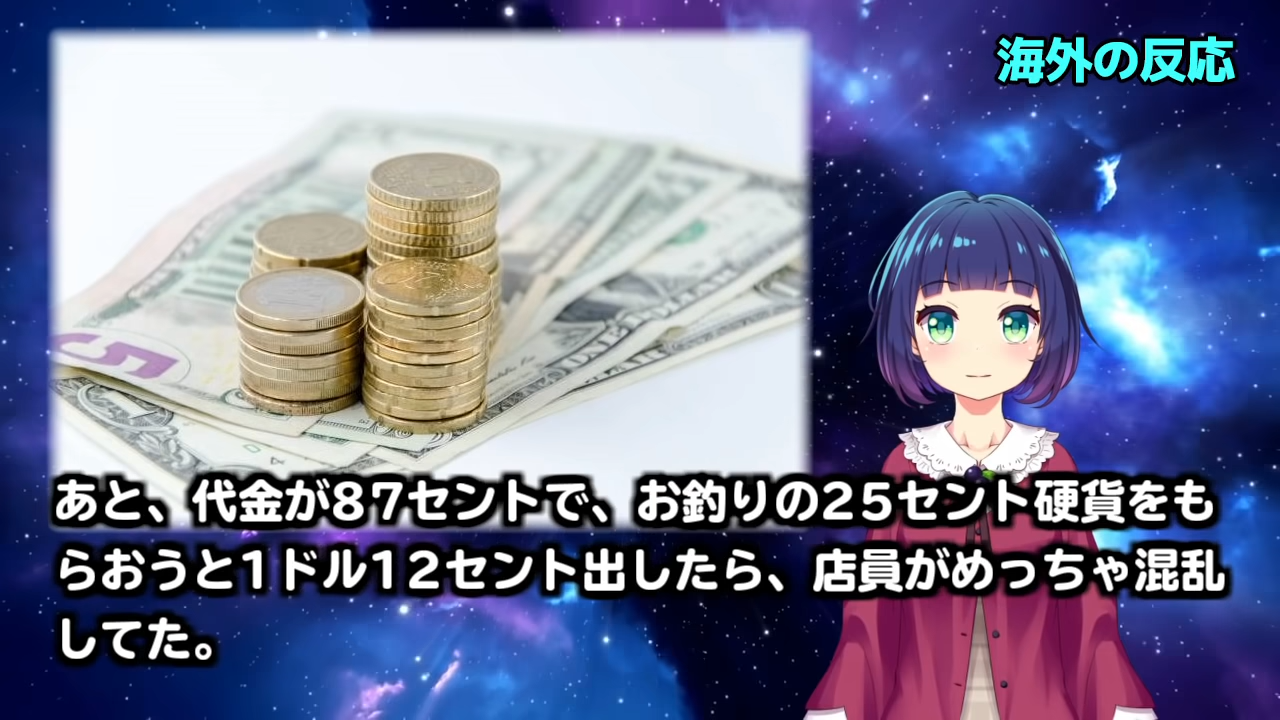 海外の反応
5
あと、代金が87セントで、お釣りの25セント硬貨をも
らおうと1ドル12セント出したら、店員がめっちゃ混乱
してた。